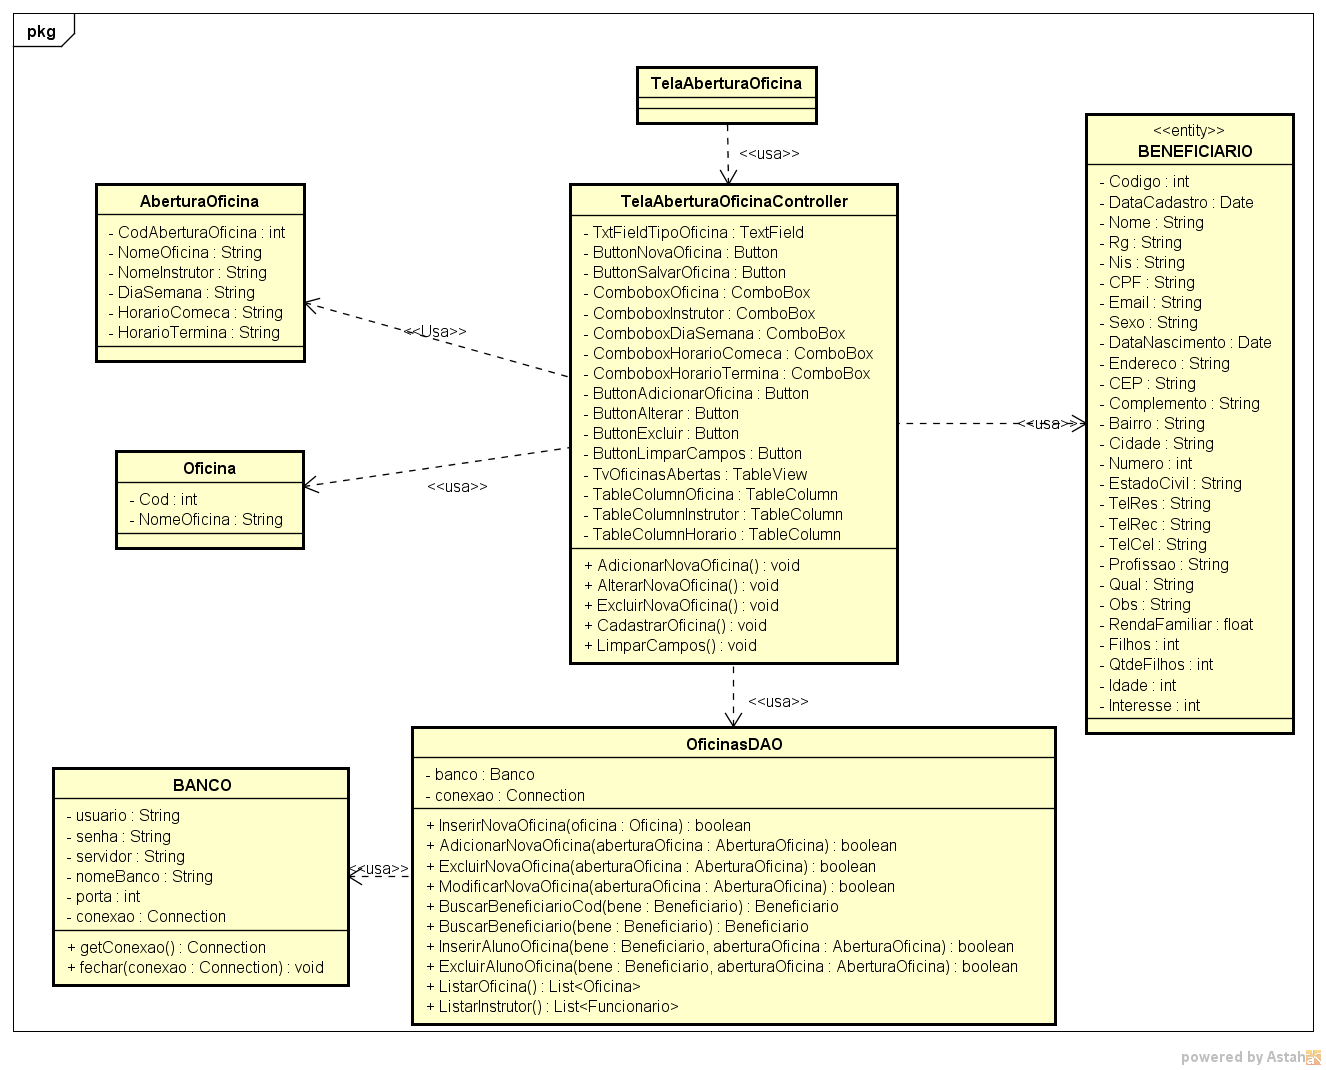 pkg
TelaAberturaOficina
<<usa>>
<<entity>>
BENEFICIARIO
- Codigo : int
- DataCadastro : Date
- Nome : String
- Rg : String
- Nis : String
- CPF : String
- Email : String
- Sexo : String
- DataNascimento : Date
- Endereco : String
- CEP : String
- Complemento : String
- Bairro : String
- Cidade : String
- Numero : int
- EstadoCivil : String
- TelRes : String
- TelRec : String
- TelCel : String
- Profissao : String
- Qual : String
- Obs : String
- RendaFamiliar : float
- Filhos : int
- QtdeFilhos : int
- Idade : int
- Interesse : int
AberturaOficina
- CodAberturaOficina : int
- NomeOficina : String
- NomeInstrutor : String
- DiaSemana : String
- HorarioComeca : String
- HorarioTermina : String
<<Usa>>
TelaAberturaOficinaController
- TxtFieldTipoOficina : TextField
- ButtonNovaOficina : Button
- ButtonSalvarOficina : Button
- ComboboxOficina : ComboBox
- ComboboxInstrutor : ComboBox
- ComboboxDiaSemana : ComboBox
- ComboboxHorarioComeca : ComboBox
- ComboboxHorarioTermina : ComboBox
- ButtonAdicionarOficina : Button
- ButtonAlterar : Button
- ButtonExcluir : Button
- ButtonLimparCampos : Button
- TvOficinasAbertas : TableView
- TableColumnOficina : TableColumn
- TableColumnInstrutor : TableColumn
- TableColumnHorario : TableColumn
+ AdicionarNovaOficina() : void
+ AlterarNovaOficina() : void
+ ExcluirNovaOficina() : void
+ CadastrarOficina() : void
+ LimparCampos() : void
<<usa>>
Oficina
- Cod : int
- NomeOficina : String
<<usa>>
<<usa>>
OficinasDAO
- banco : Banco
- conexao : Connection
+ InserirNovaOficina(oficina : Oficina) : boolean
+ AdicionarNovaOficina(aberturaOficina : AberturaOficina) : boolean
+ ExcluirNovaOficina(aberturaOficina : AberturaOficina) : boolean
+ ModificarNovaOficina(aberturaOficina : AberturaOficina) : boolean
+ BuscarBeneficiarioCod(bene : Beneficiario) : Beneficiario
+ BuscarBeneficiario(bene : Beneficiario) : Beneficiario
+ InserirAlunoOficina(bene : Beneficiario, aberturaOficina : AberturaOficina) : boolean
+ ExcluirAlunoOficina(bene : Beneficiario, aberturaOficina : AberturaOficina) : boolean
+ ListarOficina() : List<Oficina>
+ ListarInstrutor() : List<Funcionario>
<<usa>>
BANCO
- usuario : String
- senha : String
- servidor : String
- nomeBanco : String
- porta : int
- conexao : Connection
+ getConexao() : Connection
+ fechar(conexao : Connection) : void
powered by Astah